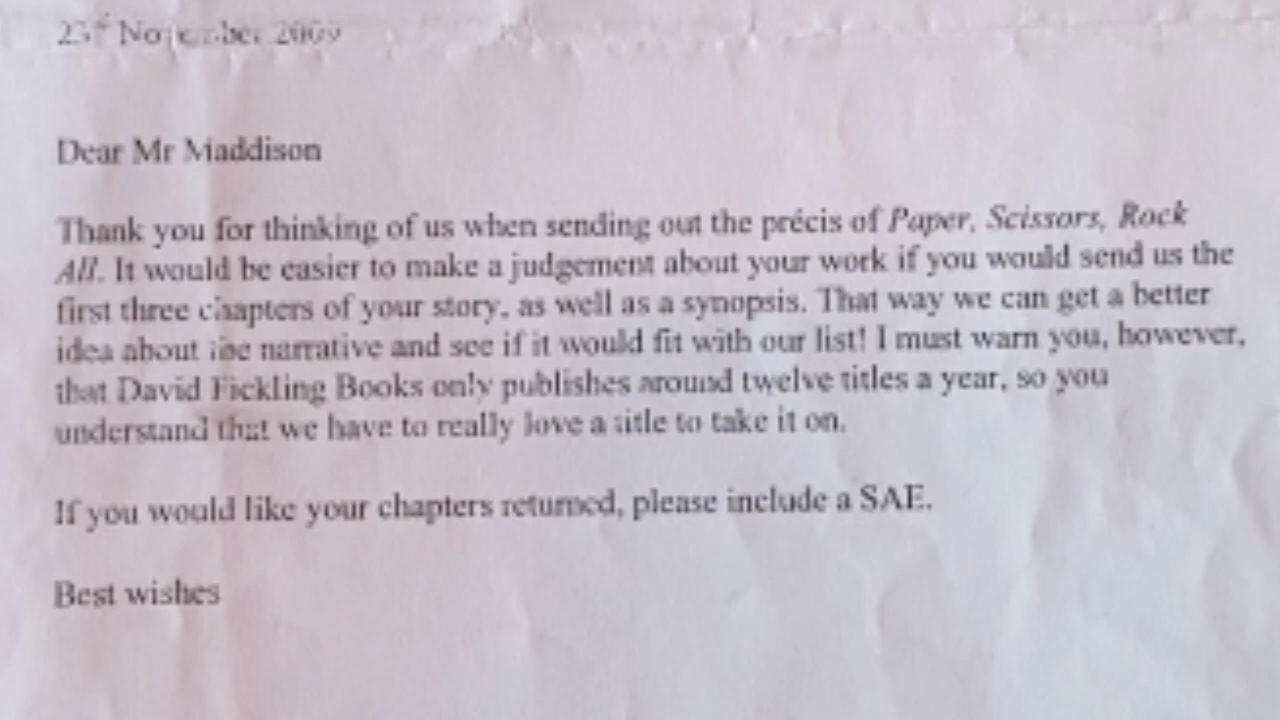 November 2009
Dear Mr Maddison
Thank you for thinking of us when sending out the précis of Paper, Scissors, Rock
All. It would be easier to make a judgement about your work if you would send us the
first three chapters of your story, as well as a synopsis. That way we can get a better
idea about the narrative and see if it would fit with our list! I must warn you, however,
that David Fickling Books only publishes around twelve titles a year, so you
understand that we have to really love a title to take it on.
If you would like your chapters returned, please include a SAE.
Best wishes